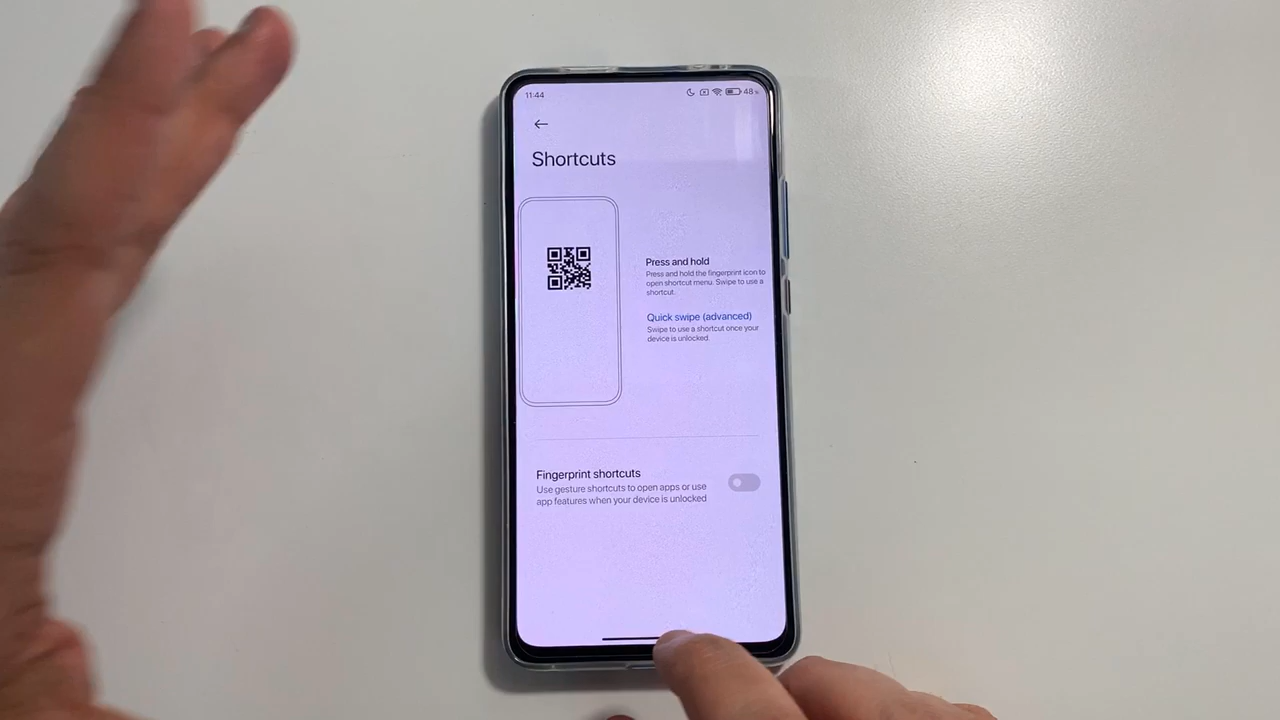 11:44
48
Shortcuts
Press and hold
Press and hold the fingerprint icon to
open shortcut menu. Swipe to use a
shortcut.
Quick swipe (advanced)
Swipe to use a shortcut once your
device is unlocked.
Fingerprint shortcuts
Use gesture shortcuts to open apps or use
app features when your device is unlocked